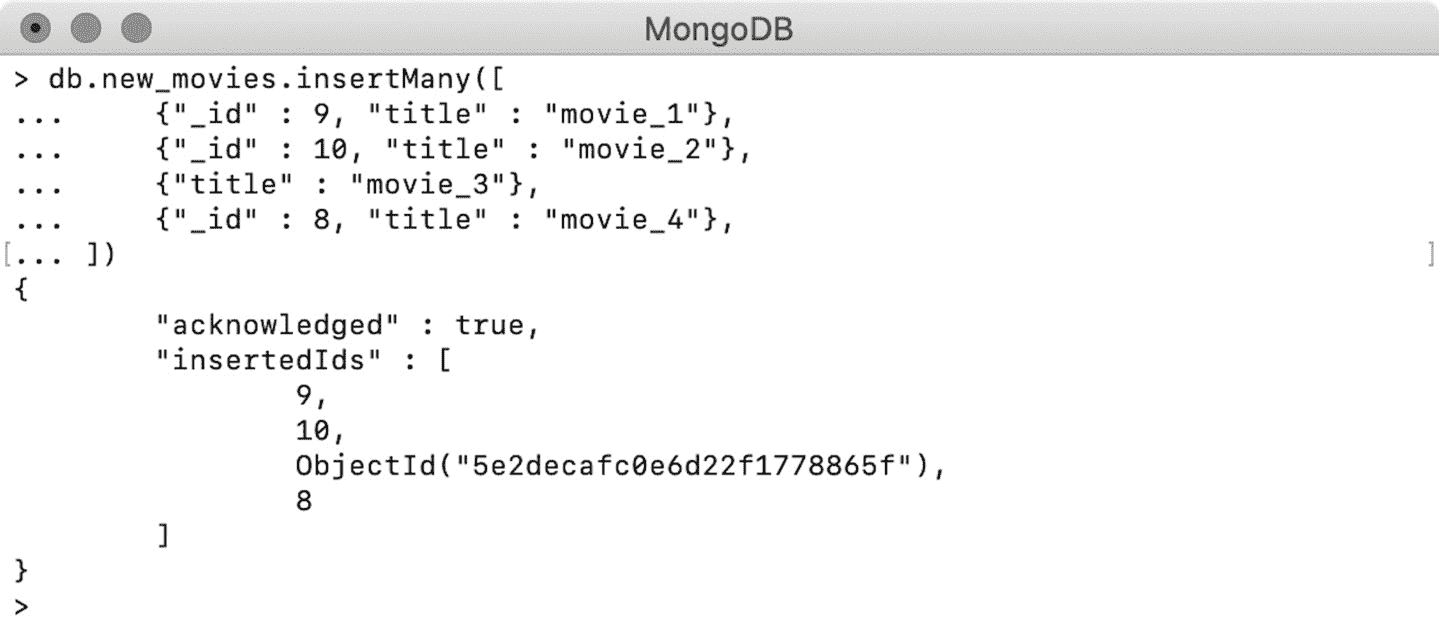 MongoDB
> db.new_movies.insertMany([
...     {"_id" : 9, "title" : "movie_1"},
...     {"_id" : 10, "title" : "movie_2"},
...     {"title" : "movie_3"},
...     {"_id" : 8, "title" : "movie_4"},
[... ])                                                                         ]
{
        "acknowledged" : true,
        "insertedIds" : [
                9,
                10,
                ObjectId("5e2decafc0e6d22f1778865f"),
                8
        ]
}
>